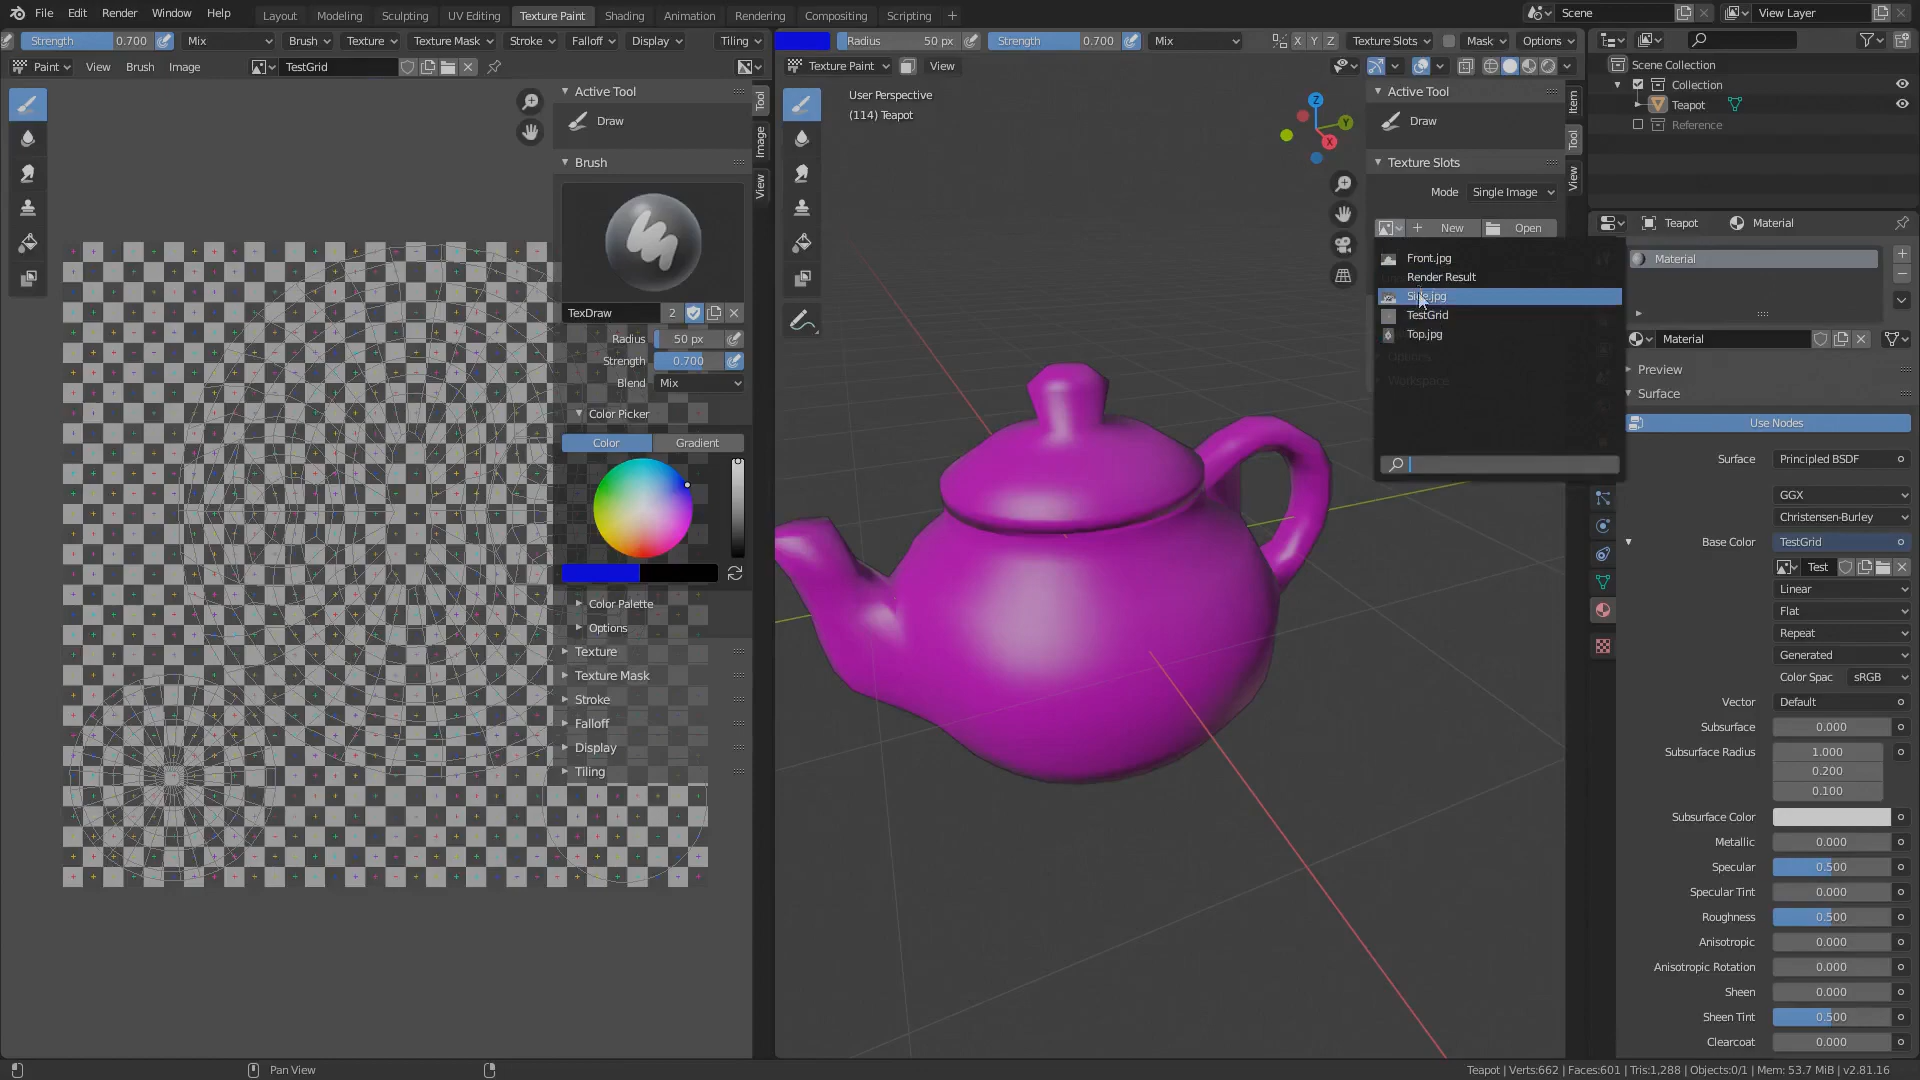 File Edit Render Window Help Layout Modeling Sculpting UV Editing Texture Paint Shading Animation Rendering Compositing Scripting + Scene View Layer
Strength 0.700 Mix Brush Texture Texture Mask Stroke Falloff Display Tiling
Radius 50 px Strength 0.700 Mix X Y Z Texture Slots Mask Options
Paint View Brush Image TestGrid
Texture Paint View
Active Tool
Draw
Brush
TexDraw 2
Radius 50 px
Strength 0.700
Blend Mix
Color Picker
Color Gradient
Color Palette
Options
Texture
Texture Mask
Stroke
Falloff
Display
Tiling
Tool
Image
View
User Perspective
(114) Teapot
Y
Z
X
Active Tool
Draw
Texture Slots
Mode Single Image
+ New Open
Front.jpg
Render Result
Side.jpg
TestGrid
Top.jpg
Options
Workspace
Item
Tool
View
Scene Collection
Collection
Teapot
Reference
Teapot Material
Material
Material
Preview
Surface
Use Nodes
Surface Principled BSDF
GGX
Christensen-Burley
Base Color TestGrid
Test
Linear
Flat
Repeat
Generated
Color Spac sRGB
Vector Default
Subsurface 0.000
Subsurface Radius 1.000
0.200
0.100
Subsurface Color
Metallic 0.000
Specular 0.500
Specular Tint 0.000
Roughness 0.500
Anisotropic 0.000
Anisotropic Rotation 0.000
Sheen 0.000
Sheen Tint 0.500
Clearcoat 0.000
Pan View
Teapot | Verts:662 | Faces:601 | Tris:1,288 | Objects:0/1 | Mem: 53.7 MiB | v2.81.16